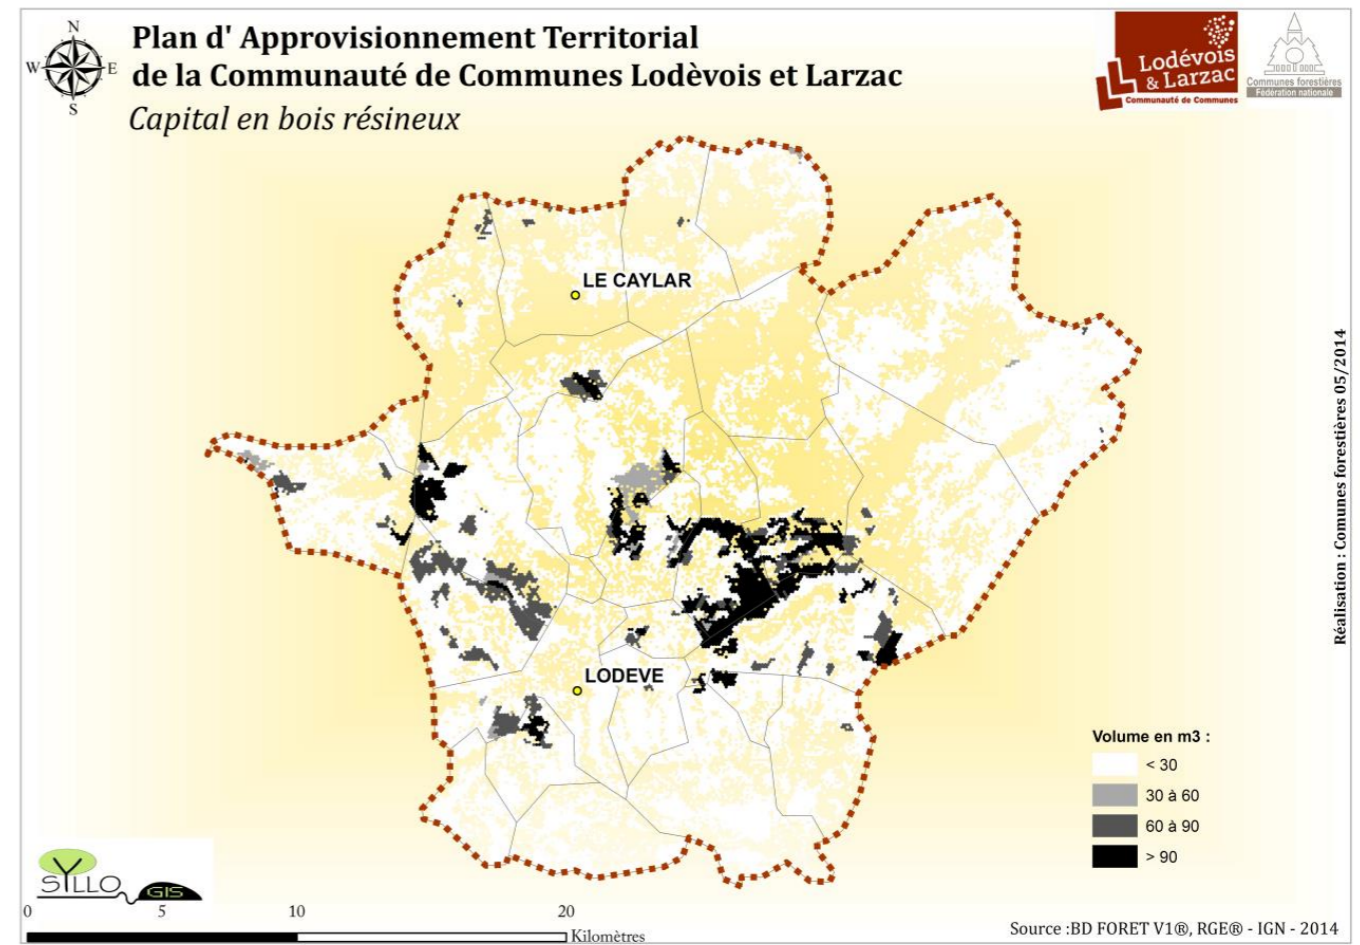 N
W E
S
Plan d' Approvisionnement Territorial
de la Communauté de Communes Lodèvois et Larzac
Capital en bois résineux
Lodévois
& Larzac
Communauté de Communes
Communes forestières
Fédération nationale
LE CAYLAR
LODEVE
Réalisation : Comunes forestières 05/2014
Volume en m3 :
< 30
30 à 60
60 à 90
> 90
SYLLO GIS
0 5 10 20
Kilomètres
Source :BD FORET V1®, RGE® - IGN - 2014